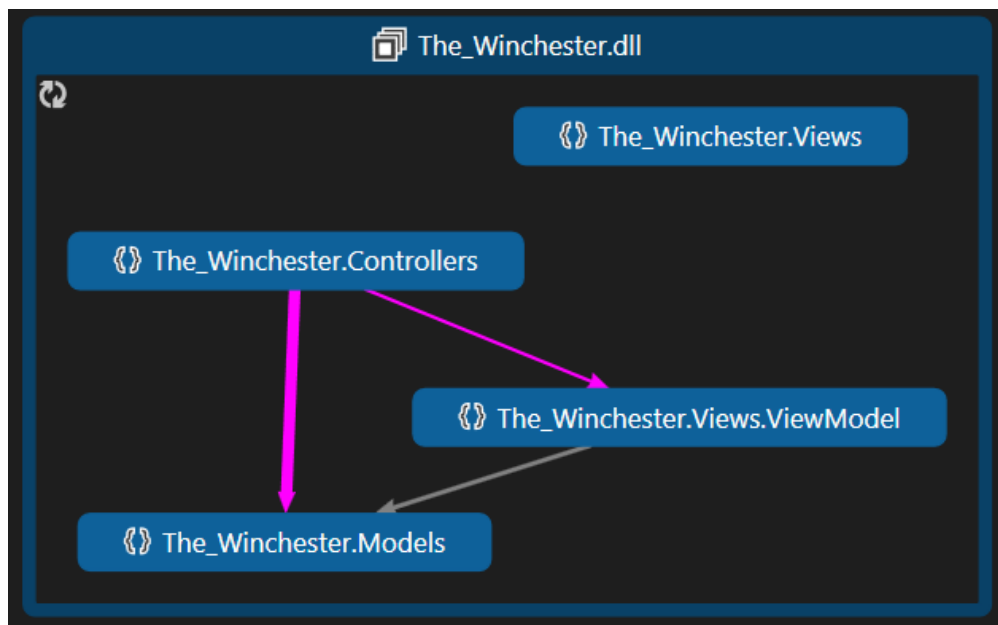 The_Winchester.dll
The_Winchester.Views
The_Winchester.Controllers
The_Winchester.Views.ViewModel
The_Winchester.Models